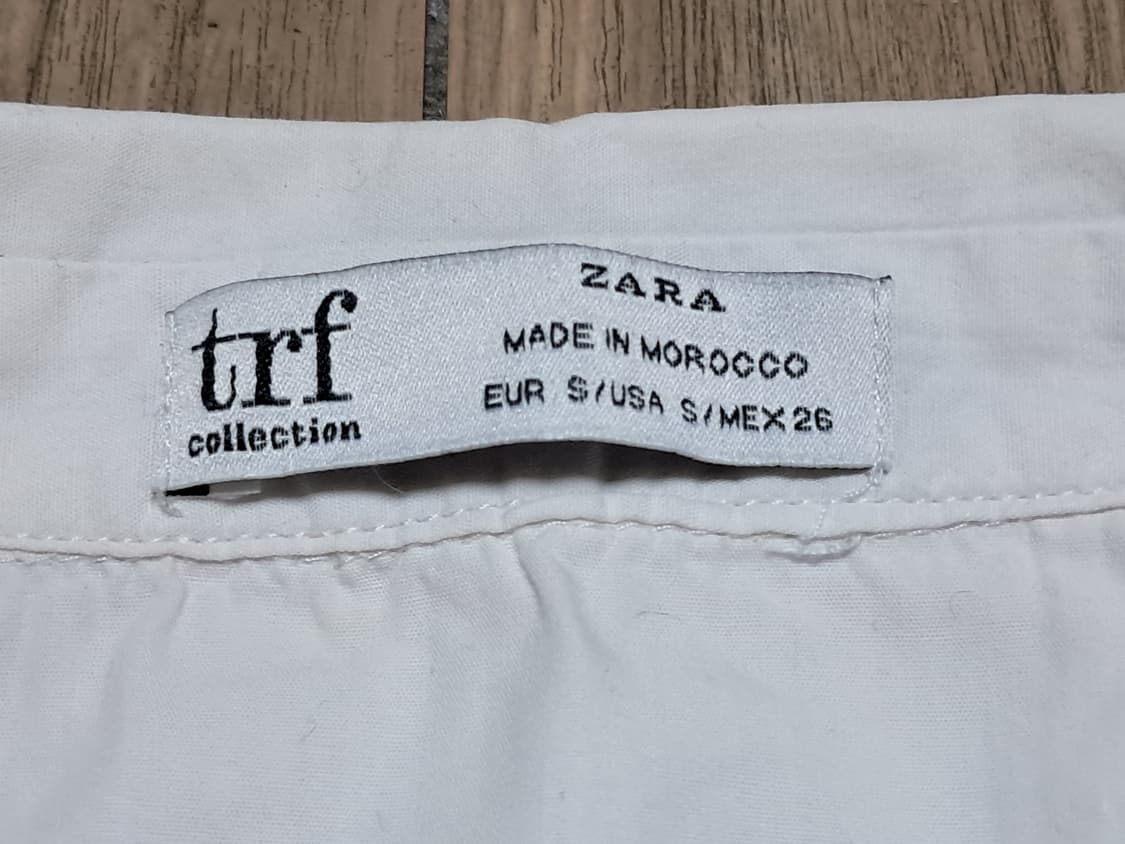 trf
collection
ZARA
MADE IN MOROCCO
EUR S/USA S/MEX 26